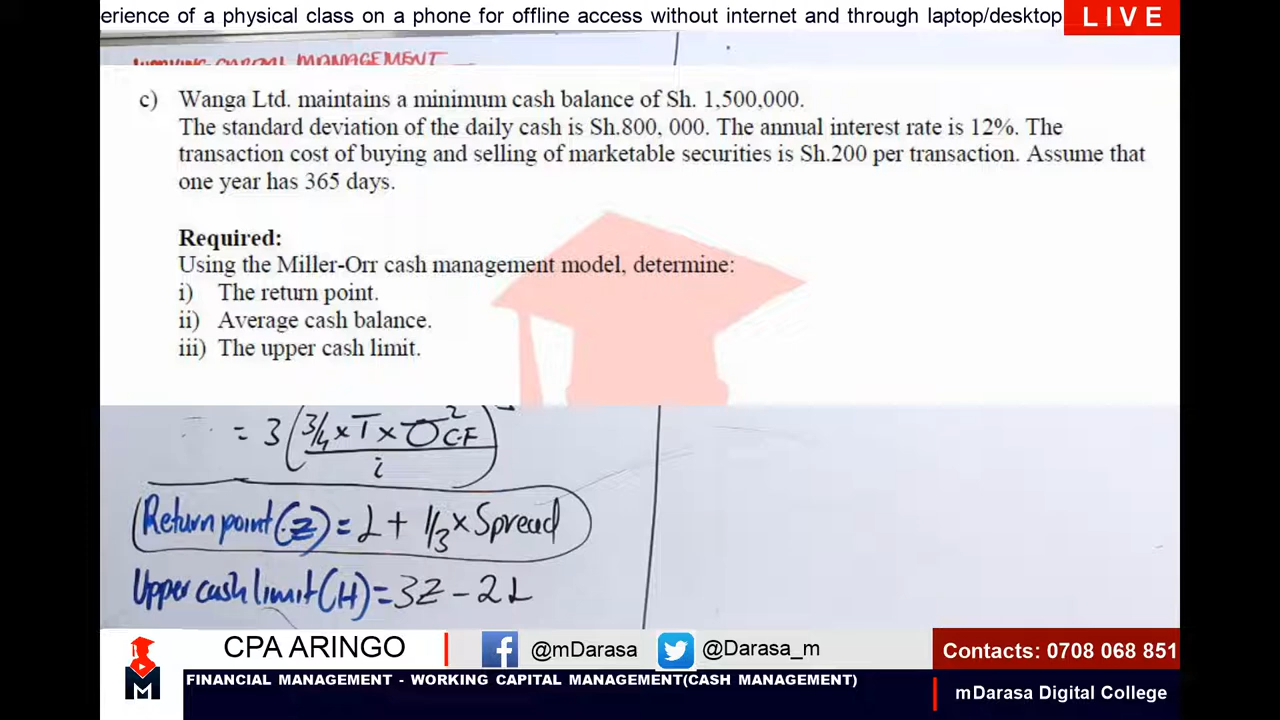 erience of a physical class on a phone for offline access without internet and through laptop/desktop
LIVE
WORKING CAPITAL MANAGEMENT
c) Wanga Ltd. maintains a minimum cash balance of Sh. 1,500,000.
The standard deviation of the daily cash is Sh.800, 000. The annual interest rate is 12%. The
transaction cost of buying and selling of marketable securities is Sh.200 per transaction. Assume that
one year has 365 days.
Required:
Using the Miller-Orr cash management model, determine:
i) The return point.
ii) Average cash balance.
iii) The upper cash limit.
= 3 (3/4 × T × σ²CF
i)
Return point (Z) = L + 1/3 × Spread
Upper cash limit (H) = 3Z - 2L
CPA ARINGO
@mDarasa
@Darasa_m
Contacts: 0708 068 851
M
FINANCIAL MANAGEMENT - WORKING CAPITAL MANAGEMENT(CASH MANAGEMENT)
mDarasa Digital College